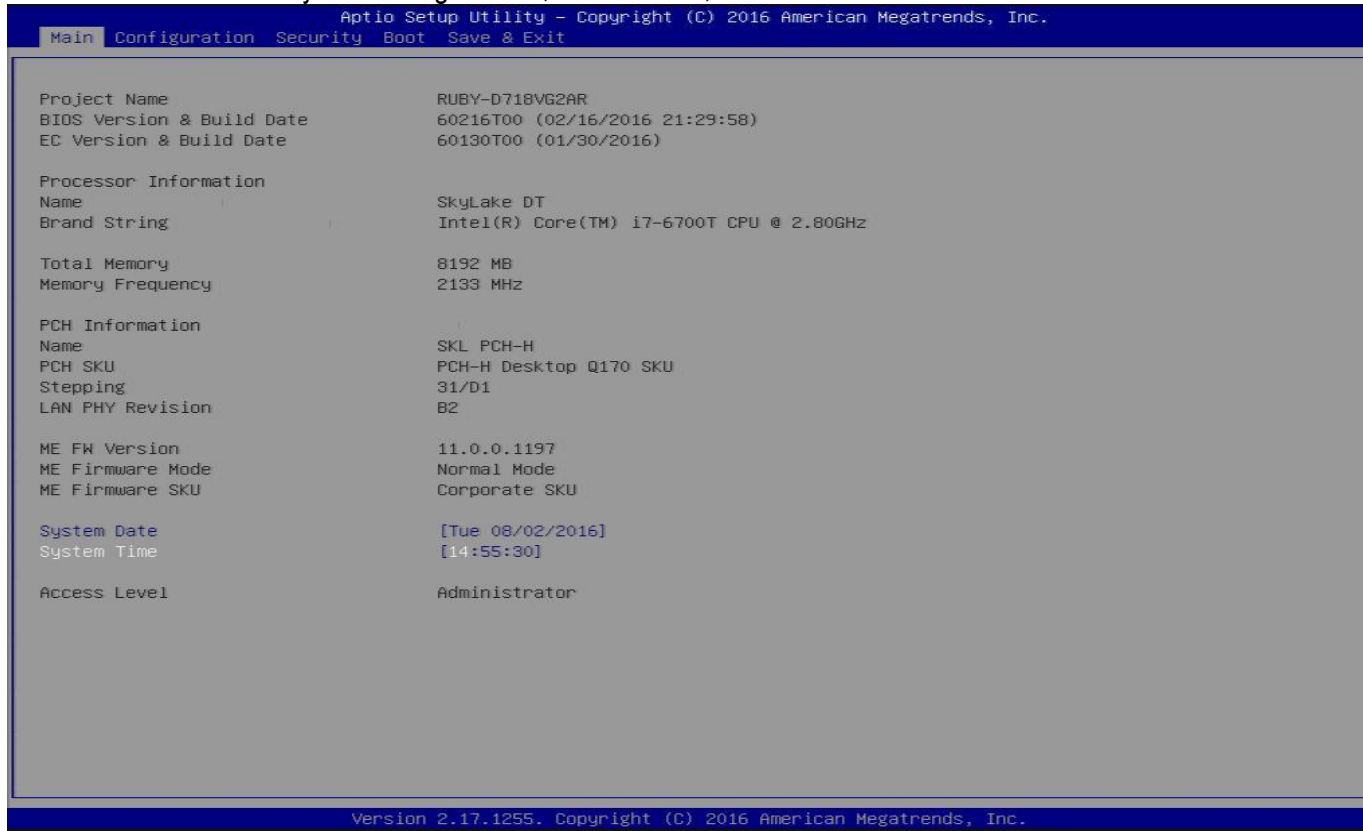 Aptio Setup Utility – Copyright (C) 2016 American Megatrends, Inc.
Main Configuration Security Boot Save & Exit
Project Name RUBY-D718VG2AR
BIOS Version & Build Date 60216T00 (02/16/2016 21:29:58)
EC Version & Build Date 60130T00 (01/30/2016)
Processor Information
Name SkyLake DT
Brand String Intel(R) Core(TM) i7-6700T CPU @ 2.80GHz
Total Memory 8192 MB
Memory Frequency 2133 MHz
PCH Information
Name SKL PCH-H
PCH SKU PCH-H Desktop Q170 SKU
Stepping 31/D1
LAN PHY Revision B2
ME FW Version 11.0.0.1197
ME Firmware Mode Normal Mode
ME Firmware SKU Corporate SKU
System Date [Tue 08/02/2016]
System Time [14:55:30]
Access Level Administrator
Version 2.17.1255. Copyright (C) 2016 American Megatrends, Inc.